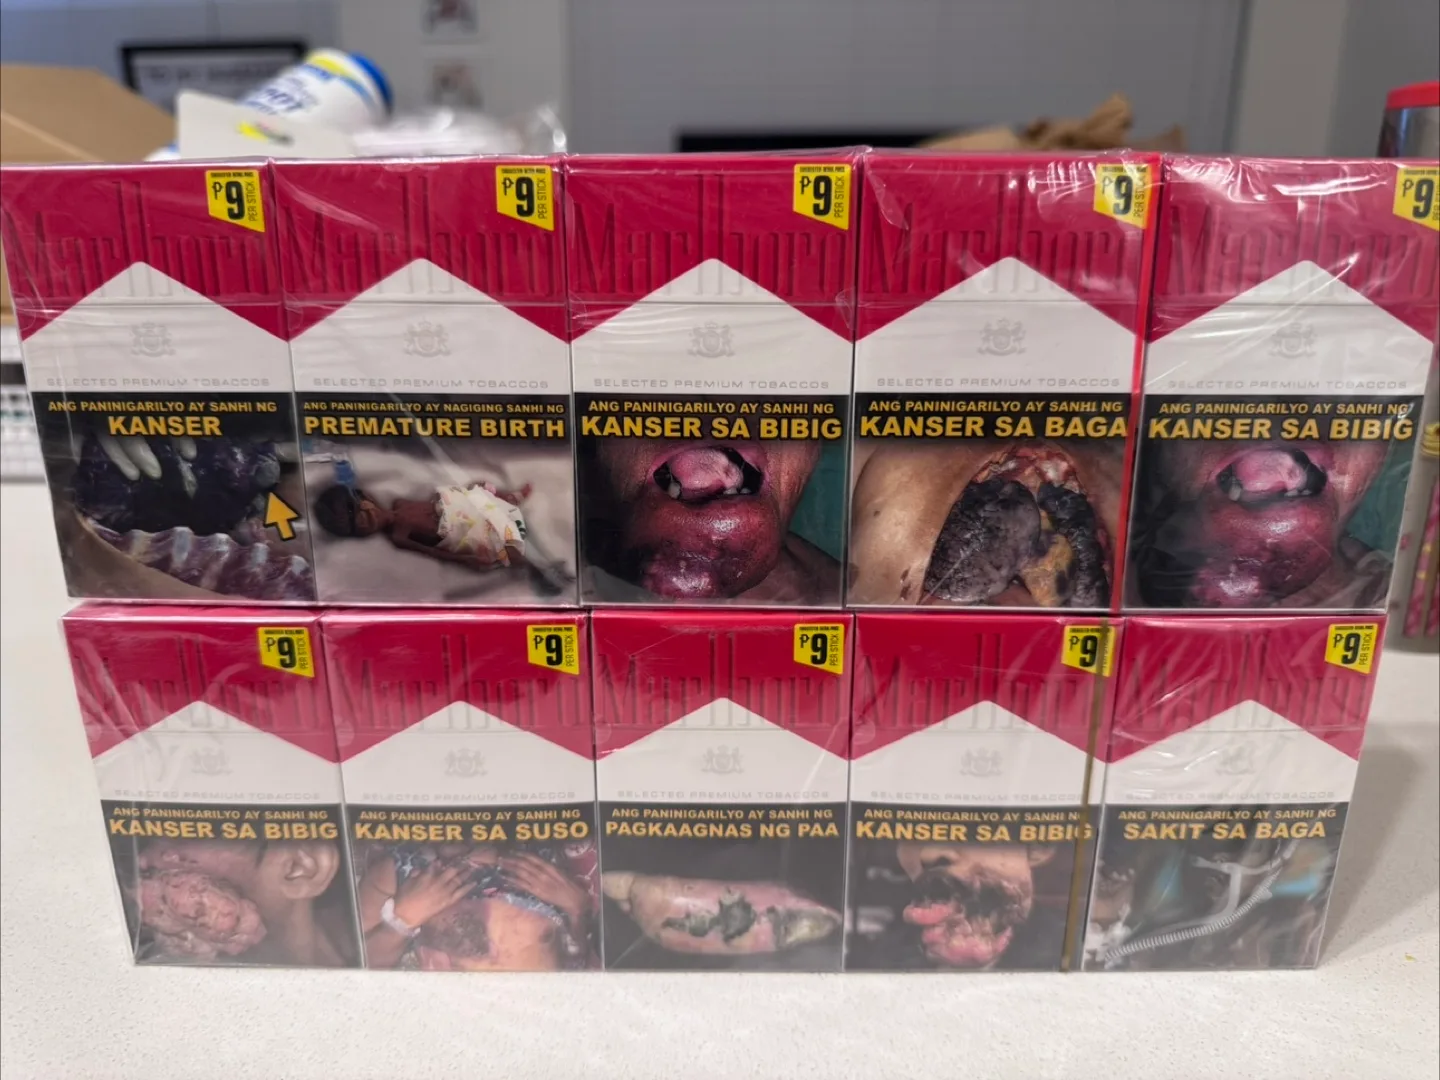 ₱9 PER STICK
₱9 PER STICK
₱9 PER STICK
₱9
₱9
Marlboro
Marlboro
Marlboro
Marlboro
Marlboro
SELECTED PREMIUM TOBACCOS
SELECTED PREMIUM TOBACCOS
SELECTED PREMIUM TOBACCOS
SELECTED PREMIUM TOBACCOS
SELECTED PREMIUM TOBACCOS
ANG PANINIGARILYO AY SANHI NG
KANSER
ANG PANINIGARILYO AY NAGIGING SANHI NG
PREMATURE BIRTH
ANG PANINIGARILYO AY SANHI NG
KANSER SA BIBIG
ANG PANINIGARILYO AY SANHI NG
KANSER SA BAGA
ANG PANINIGARILYO AY SANHI NG
KANSER SA BIBIG
₱9 PER STICK
₱9 PER STICK
₱9 PER STICK
₱9
₱9 PER STICK
Marlboro
Marlboro
Marlboro
Marlboro
Marlboro
SELECTED PREMIUM TOBACCOS
SELECTED PREMIUM TOBACCOS
SELECTED PREMIUM TOBACCOS
SELECTED PREMIUM TOBACCOS
SELECTED PREMIUM TOBACCOS
ANG PANINIGARILYO AY SANHI NG
KANSER SA BIBIG
ANG PANINIGARILYO AY SANHI NG
KANSER SA SUSO
ANG PANINIGARILYO AY SANHI NG
PAGKAAGNAS NG PAA
ANG PANINIGARILYO AY SANHI NG
KANSER SA BIBIG
ANG PANINIGARILYO AY SANHI NG
SAKIT SA BAGA